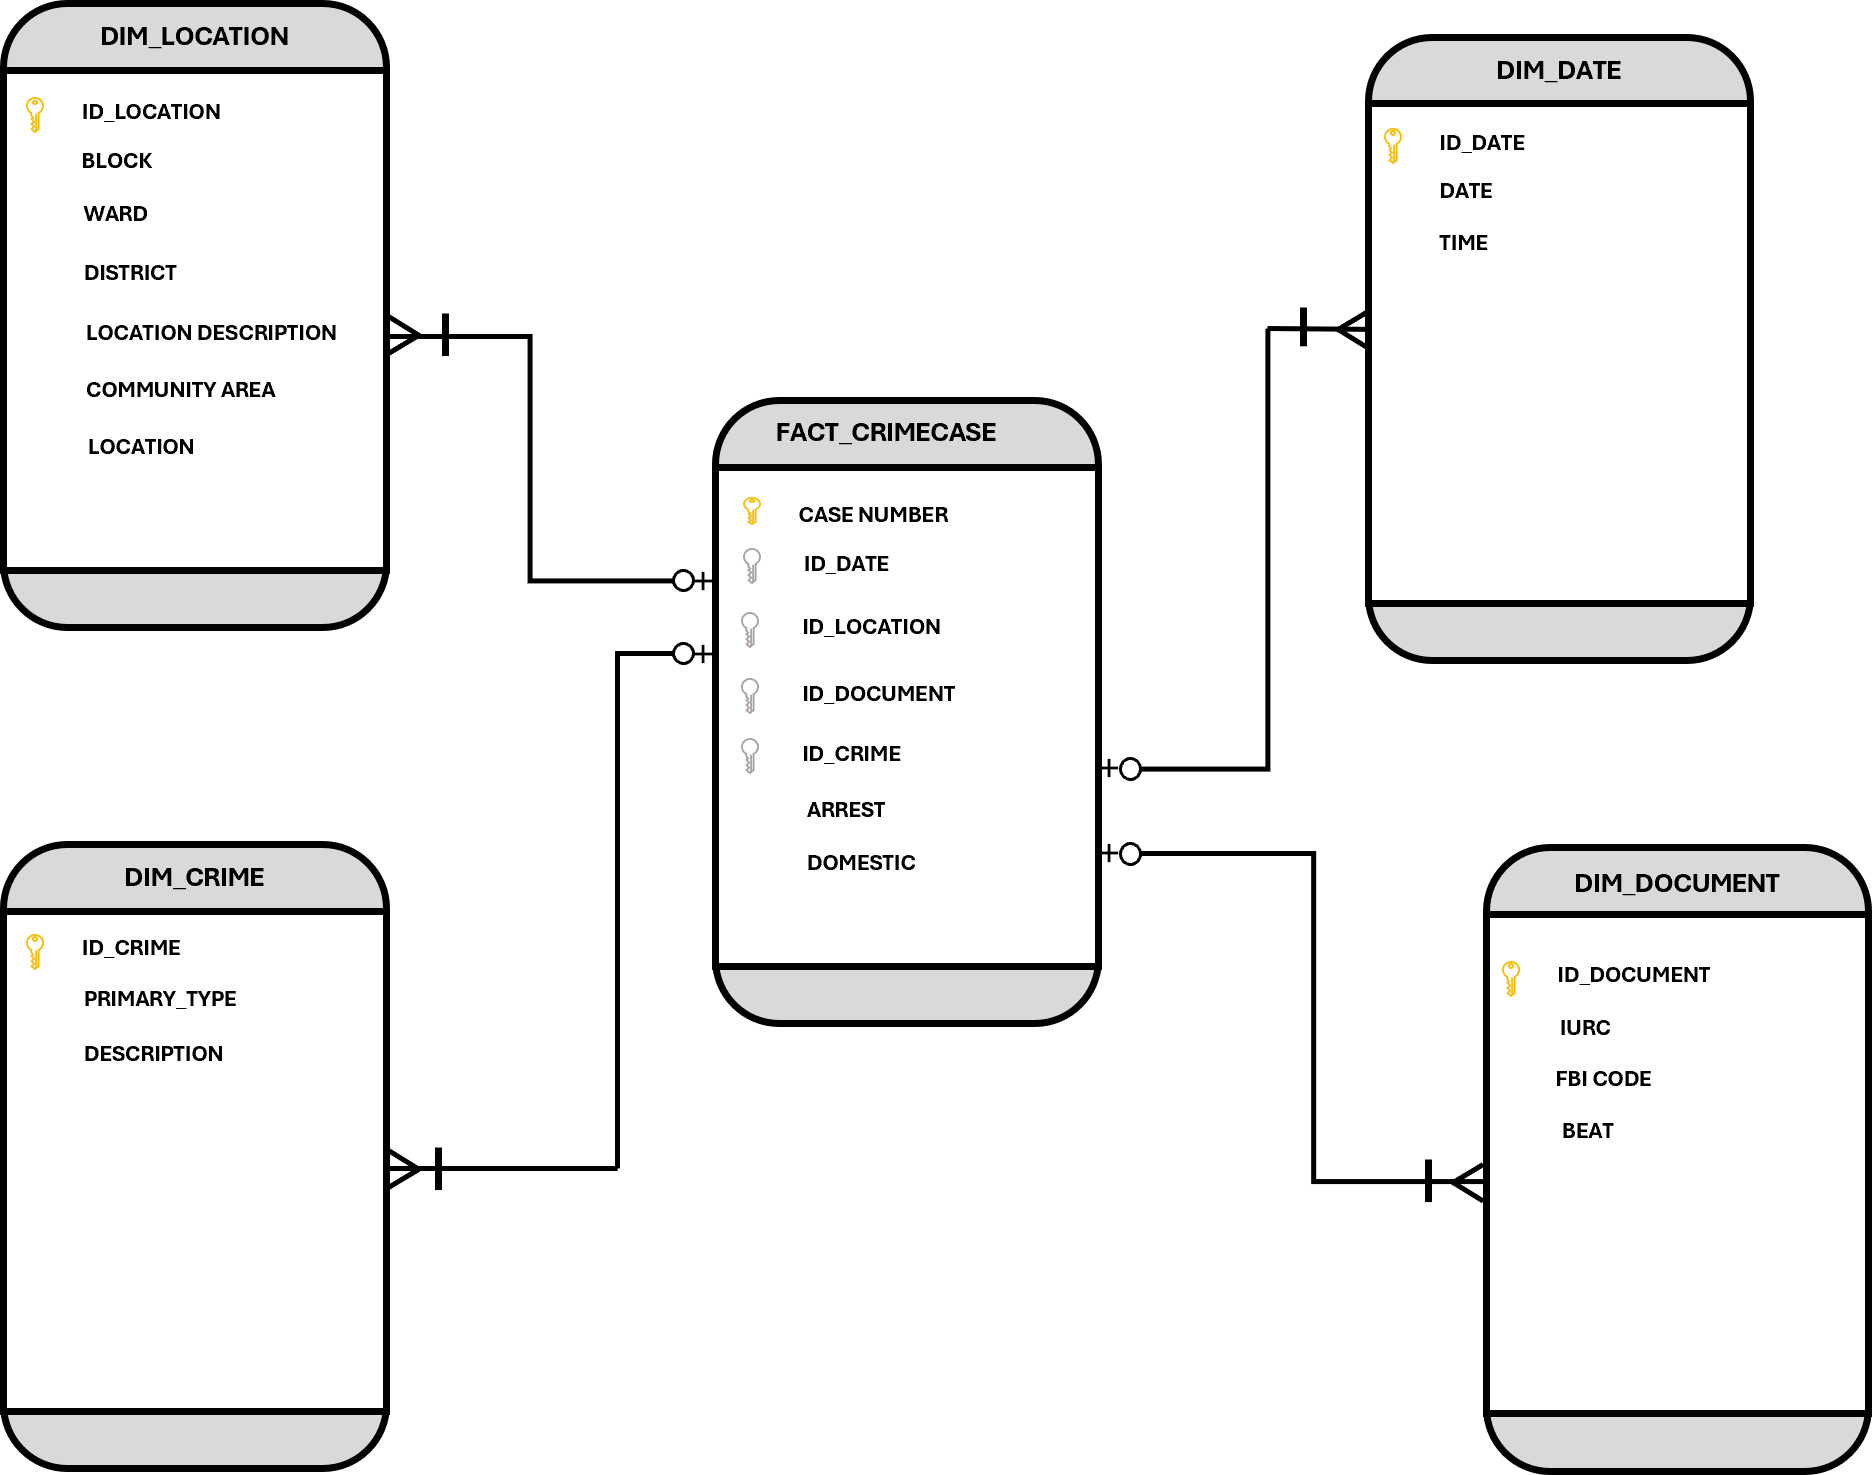 DIM_LOCATION
ID_LOCATION
BLOCK
WARD
DISTRICT
LOCATION DESCRIPTION
COMMUNITY AREA
LOCATION
DIM_DATE
ID_DATE
DATE
TIME
FACT_CRIMECASE
CASE NUMBER
ID_DATE
ID_LOCATION
ID_DOCUMENT
ID_CRIME
ARREST
DOMESTIC
DIM_CRIME
ID_CRIME
PRIMARY_TYPE
DESCRIPTION
DIM_DOCUMENT
ID_DOCUMENT
IURC
FBI CODE
BEAT